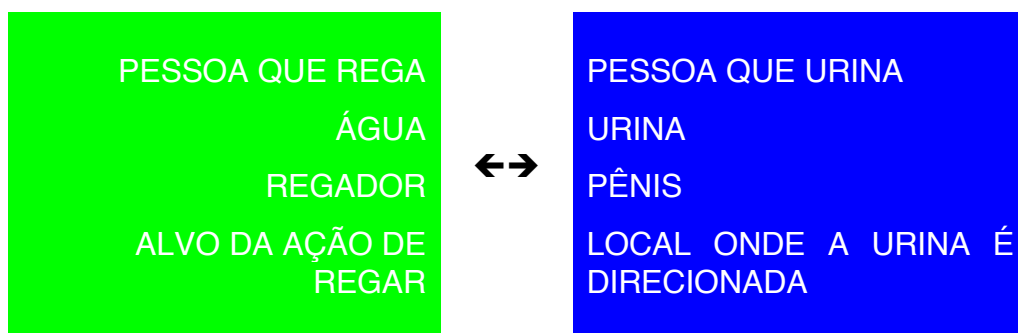 PESSOA QUE REGA
ÁGUA
REGADOR
ALVO DA AÇÃO DE
REGAR
PESSOA QUE URINA
URINA
PÊNIS
LOCAL ONDE A URINA É
DIRECIONADA